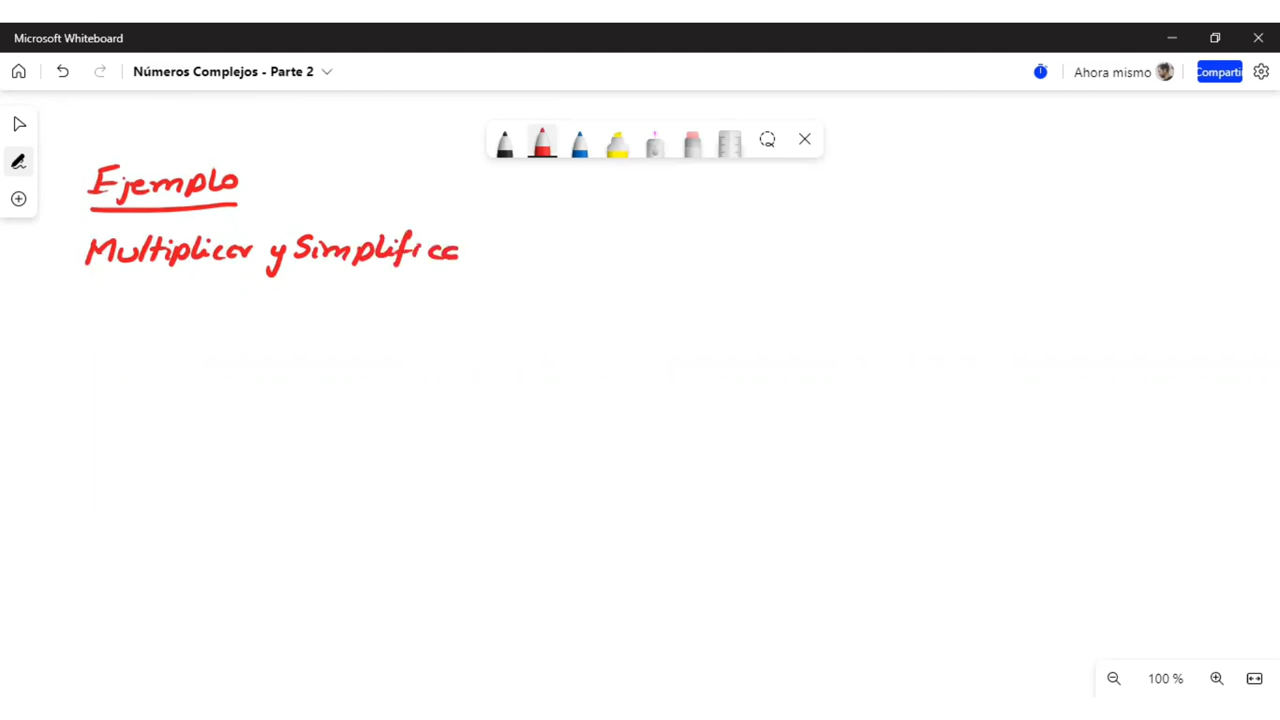 Microsoft Whiteboard
Números Complejos - Parte 2
Ahora mismo
Comparti
Ejemplo
Multiplicar y Simplifica
100 %